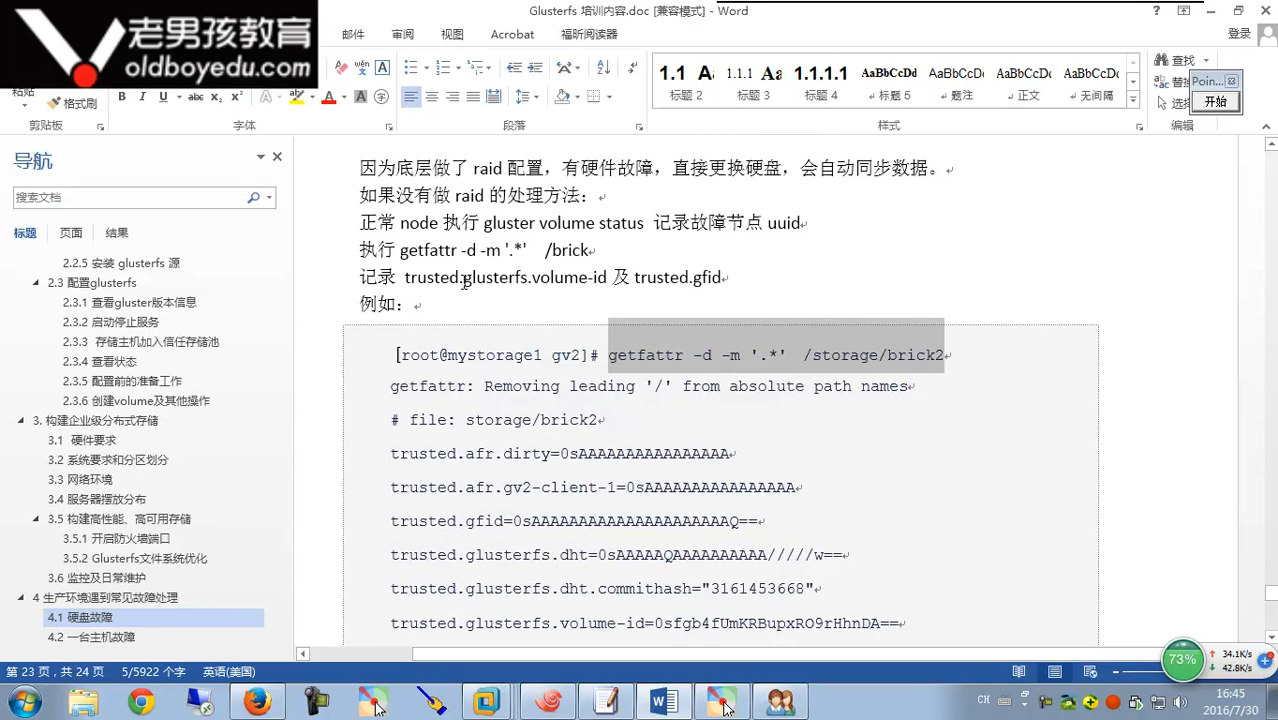 Glusterfs 培训内容.doc [兼容模式] - Word
老男孩教育
oldboyedu.com
邮件 审阅 视图 Acrobat 福昕阅读器
登录
粘贴
格式刷
剪贴板
字体
段落
1.1 A 标题 2
1.1.1 Aa 标题 3
1.1.1.1 标题 4
AaBbCcDd 标题 5
AaBbCcDd 题注
AaBbCcDd 正文
AaBbCcDd 无间隔
样式
查找
替换
选择
编辑
Poin...
开始
导航
搜索文档
标题 页面 结果
2.2.5 安装 glusterfs 源
2.3 配置glusterfs
2.3.1 查看gluster版本信息
2.3.2 启动停止服务
2.3.3 存储主机加入信任存储池
2.3.4 查看状态
2.3.5 配置前的准备工作
2.3.6 创建volume及其他操作
3. 构建企业级分布式存储
3.1 硬件要求
3.2 系统要求和分区划分
3.3 网络环境
3.4 服务器摆放分布
3.5 构建高性能、高可用存储
3.5.1 开启防火墙端口
3.5.2 Glusterfs文件系统优化
3.6 监控及日常维护
4 生产环境遇到常见故障处理
4.1 硬盘故障
4.2 一台主机故障
因为底层做了 raid 配置，有硬件故障，直接更换硬盘，会自动同步数据。
如果没有做 raid 的处理方法：
正常 node 执行 gluster volume status 记录故障节点 uuid
执行 getfattr -d -m '.*' /brick
记录 trusted.glusterfs.volume-id 及 trusted.gfid
例如：
[root@mystorage1 gv2]# getfattr -d -m '.*' /storage/brick2
getfattr: Removing leading '/' from absolute path names
# file: storage/brick2
trusted.afr.dirty=0sAAAAAAAAAAAAAAAA
trusted.afr.gv2-client-1=0sAAAAAAAAAAAAAAAA
trusted.gfid=0sAAAAAAAAAAAAAAAAAAAAAQ==
trusted.glusterfs.dht=0sAAAAAQAAAAAAAAAA/////w==
trusted.glusterfs.dht.commithash="3161453668"
trusted.glusterfs.volume-id=0sfgb4fUmKRBupxRO9rHhnDA==
第 23 页，共 24 页 5/5922 个字 英语(美国)
73%
34.1K/s
42.8K/s
CH
16:45
2016/7/30